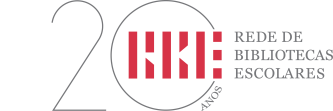 20
REDE DE
BIBLIOTECAS
ESCOLARES
ANOS